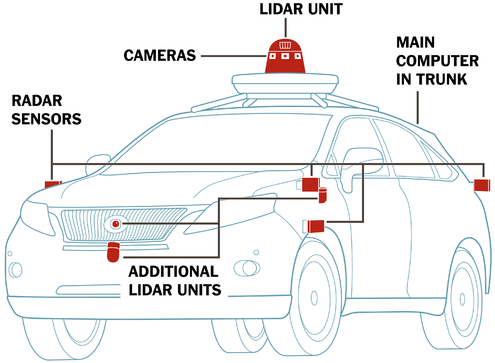 LIDAR UNIT
CAMERAS
MAIN
COMPUTER
IN TRUNK
RADAR
SENSORS
ADDITIONAL
LIDAR UNITS